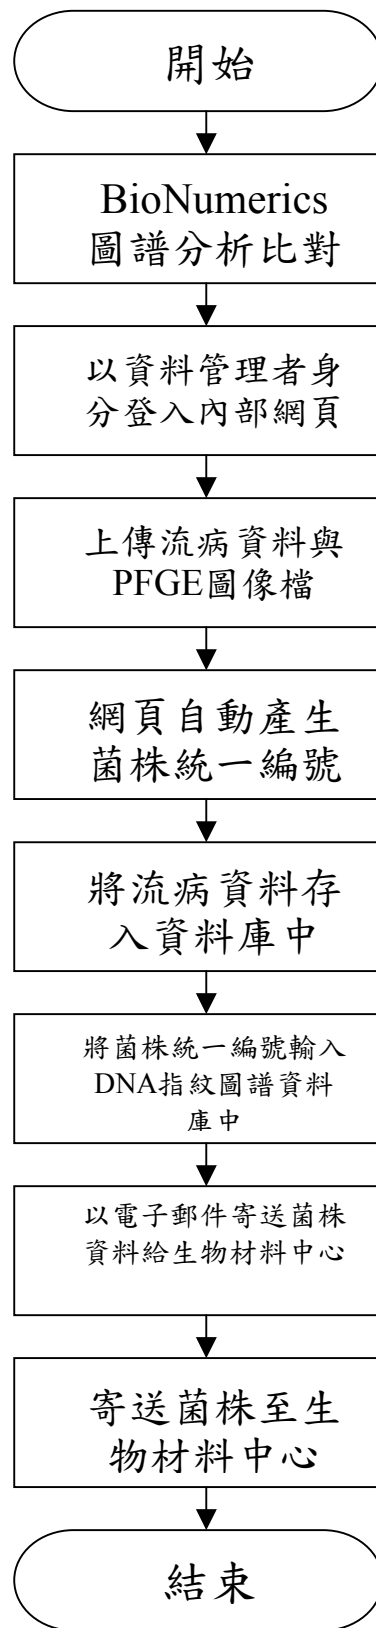 開始
BioNumerics
圖譜分析比對
以資料管理者身
分登入內部網頁
上傳流病資料與
PFGE圖像檔
網頁自動產生
菌株統一編號
將流病資料存
入資料庫中
將菌株統一編號輸入
DNA指紋圖譜資料
庫中
以電子郵件寄送菌株
資料給生物材料中心
寄送菌株至生
物材料中心
結束